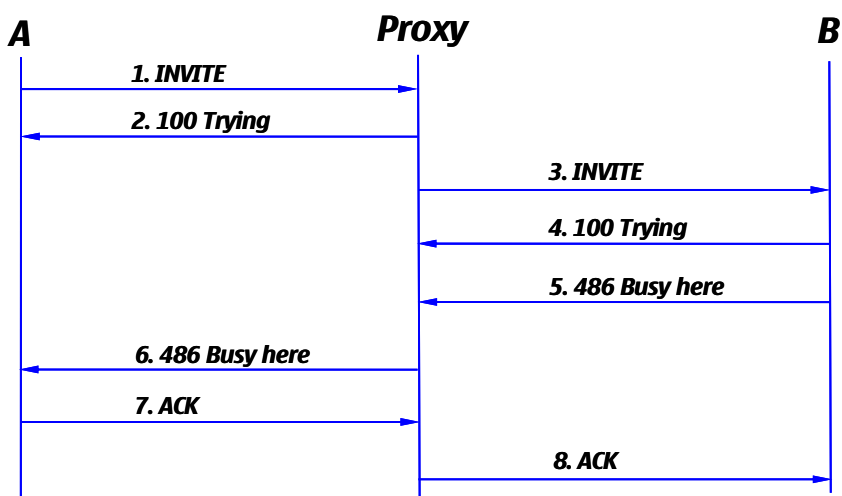 A
Proxy
B
1. INVITE
2. 100 Trying
3. INVITE
4. 100 Trying
5. 486 Busy here
6. 486 Busy here
7. ACK
8. ACK